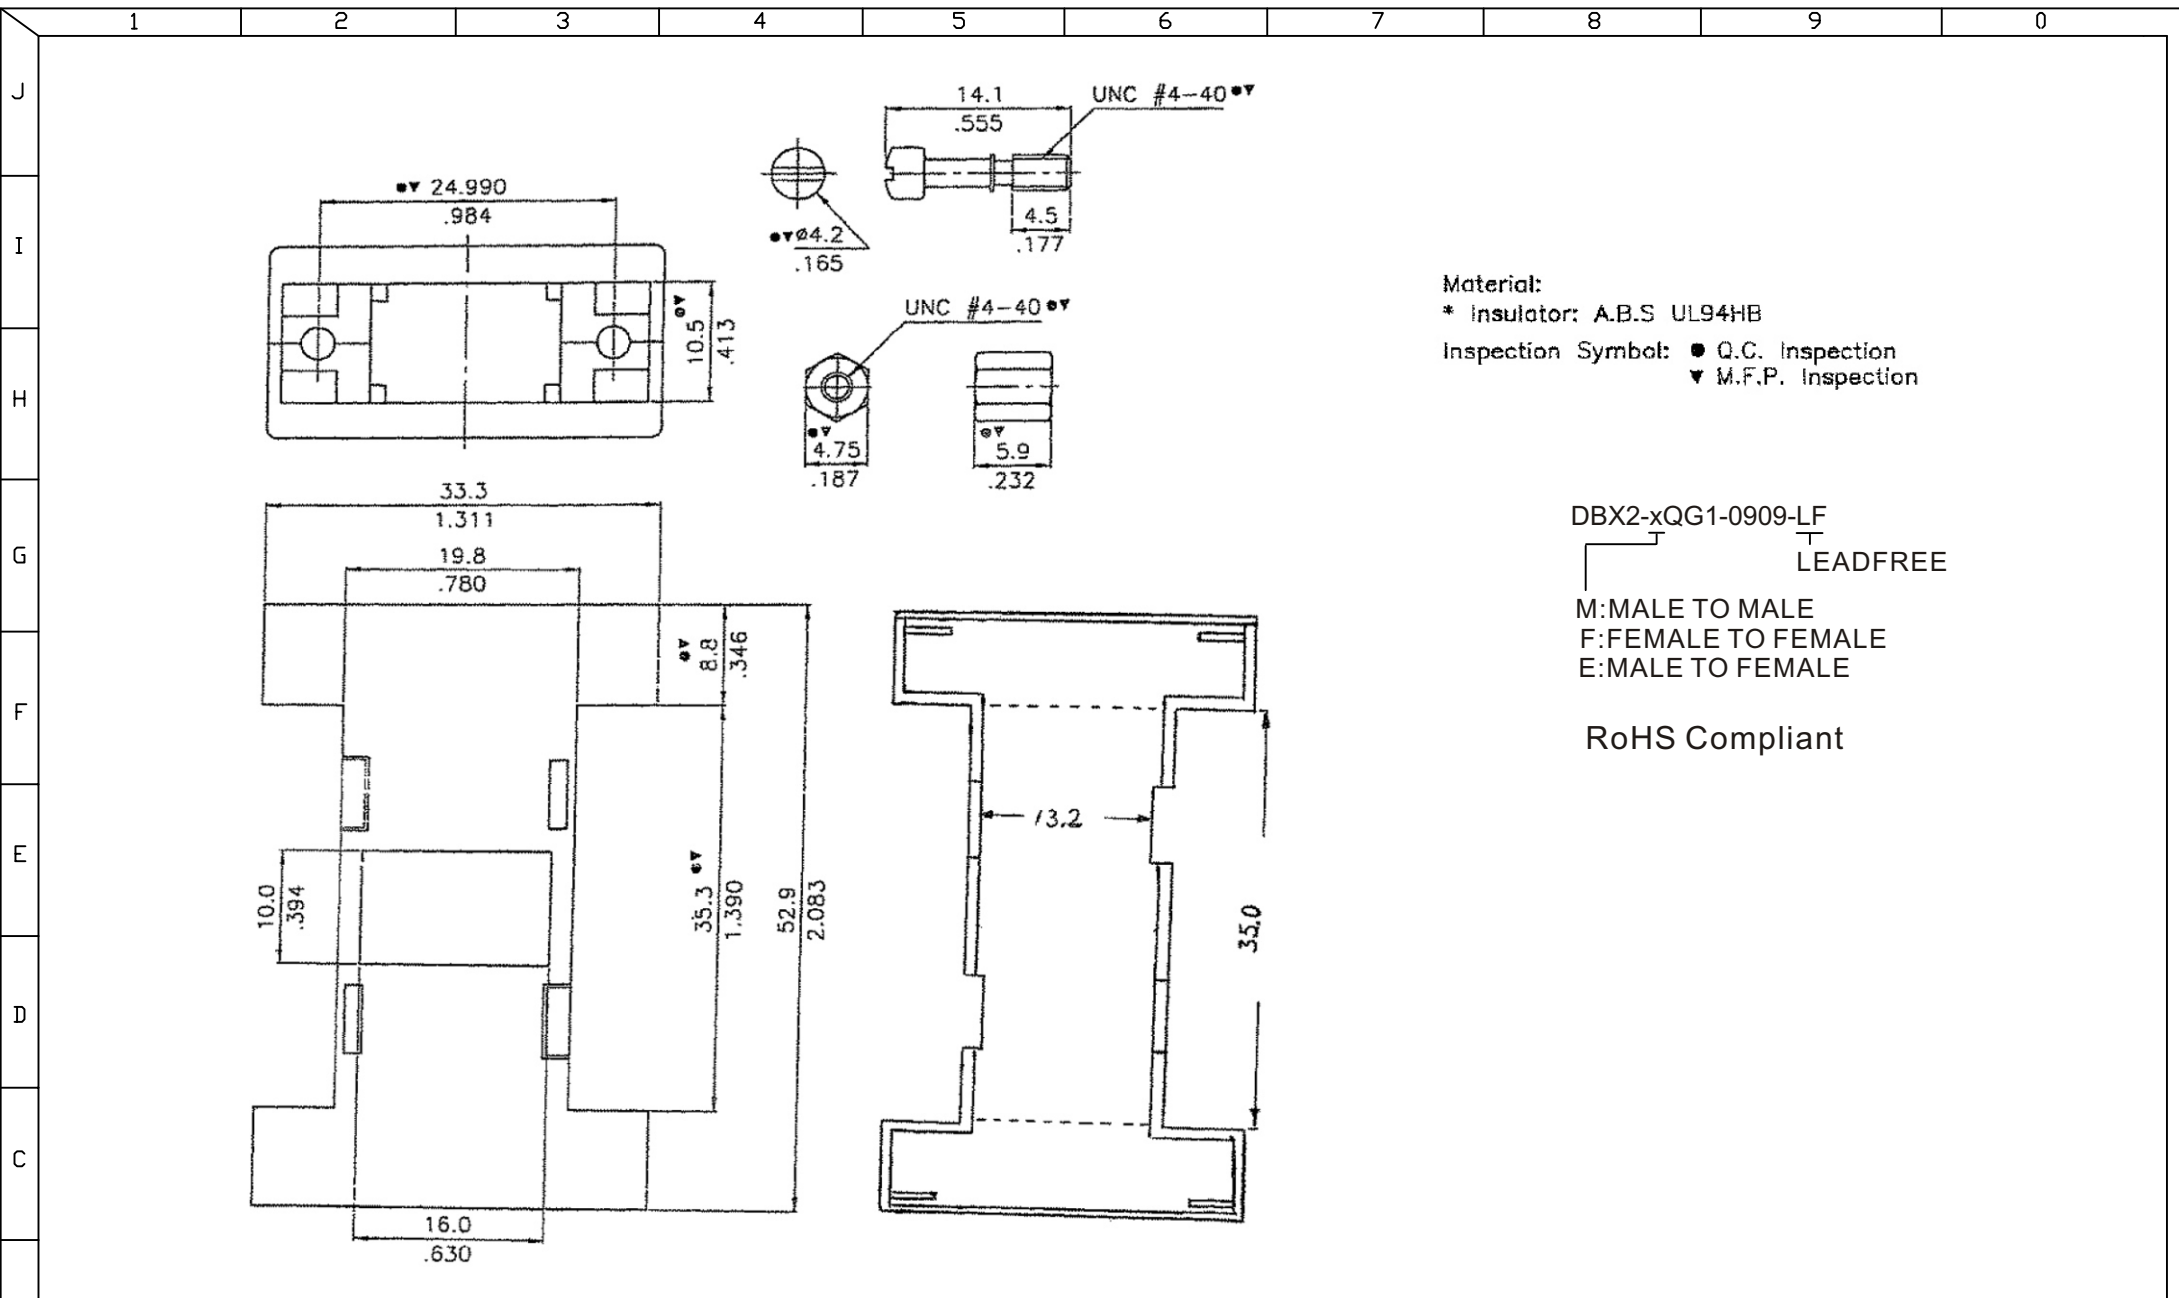 1 2 3 4 5 6 7 8 9 0
J
I
H
G
F
E
D
C
14.1
.555
UNC #4-40 ●▼
4.5
.177
●▼ 24.990
.984
●▼ø4.2
.165
●▼
10.5
.413
UNC #4-40 ●▼
●▼
4.75
.187
●▼
5.9
.232
33.3
1.311
19.8
.780
●▼
8.8
.346
10.0
.394
●▼
35.3
1.390
52.9
2.083
16.0
.630
13.2
35.0
Material:
* Insulator: A.B.S UL94HB
Inspection Symbol: ● Q.C. Inspection
▼ M.F.P. Inspection
DBX2-xQG1-0909-LF
LEADFREE
M:MALE TO MALE
F:FEMALE TO FEMALE
E:MALE TO FEMALE
RoHS Compliant